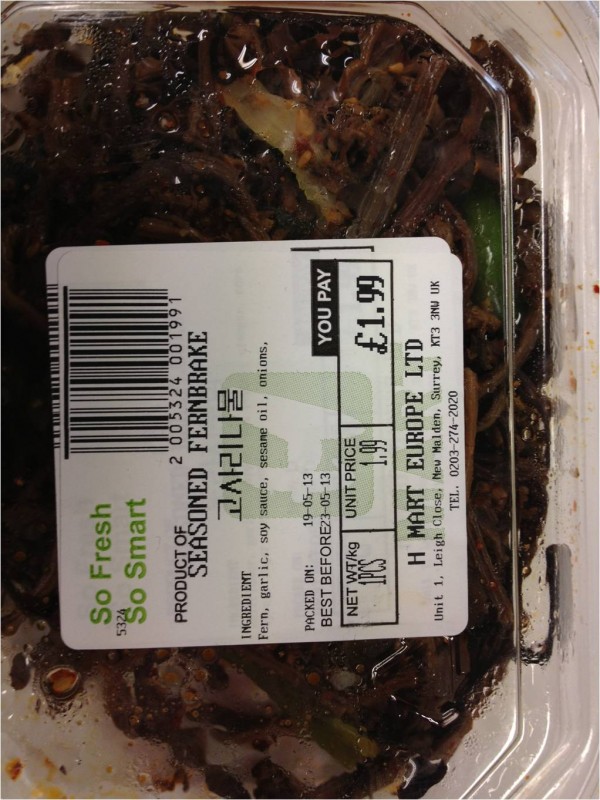 So Fresh
5324
So Smart
2 005324 001991
PRODUCT OF
SEASONED FERNBRAKE
고사리나물
INGREDIENT
Fern, garlic, soy sauce, sesame oil, onions,
PACKED ON: 19-05-13
BEST BEFORE23-05-13
YOU PAY
NET WT/kg UNIT PRICE
1PCS 1.99 £1.99
H MART EUROPE LTD
Unit 1, Leigh Close, New Malden, Surrey, KT3 3NW UK
TEL. 0203-274-2020